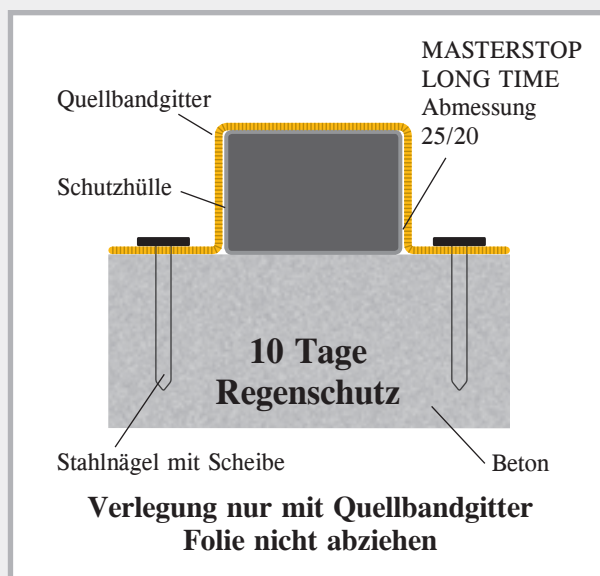 MASTERSTOP
LONG TIME
Abmessung
25/20
Quellbandgitter
Schutzhülle
10 Tage
Regenschutz
Stahlnägel mit Scheibe
Beton
Verlegung nur mit Quellbandgitter
Folie nicht abziehen